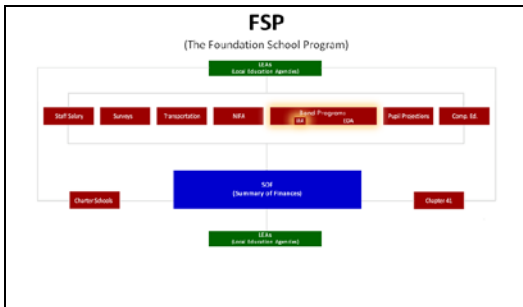 FSP
(The Foundation School Program)
LEAs
(Local Education Agencies)
Staff Salary
Surveys
Transportation
NIFA
Bond Programs
IFA
EDA
Pupil Projections
Comp. Ed.
SOF
(Summary of Finances)
Charter Schools
Chapter 41
LEAs
(Local Education Agencies)